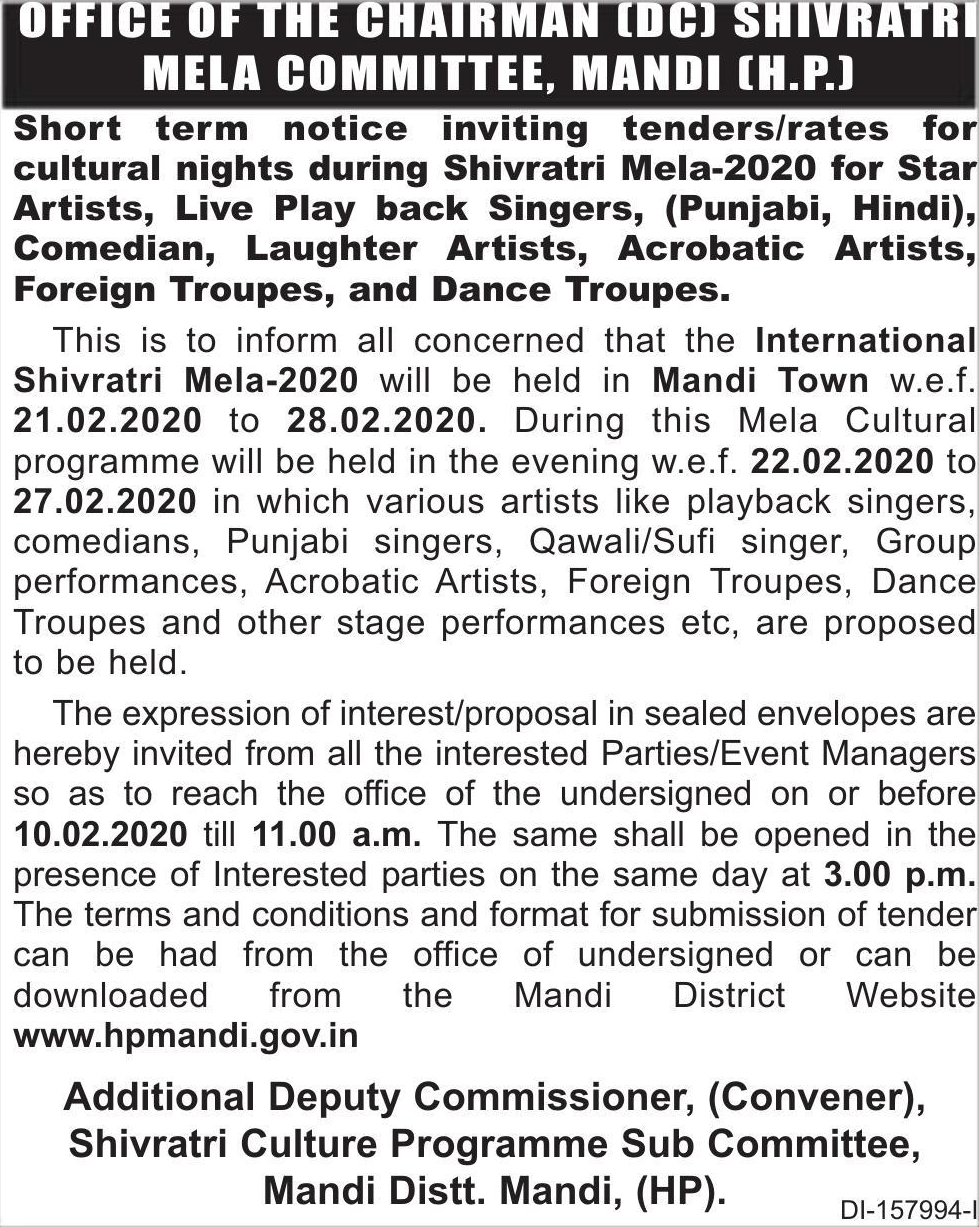 OFFICE OF THE CHAIRMAN (DC) SHIVRATRI
MELA COMMITTEE, MANDI (H.P.)
Short term notice inviting tenders/rates for
cultural nights during Shivratri Mela-2020 for Star
Artists, Live Play back Singers, (Punjabi, Hindi),
Comedian, Laughter Artists, Acrobatic Artists,
Foreign Troupes, and Dance Troupes.
This is to inform all concerned that the International
Shivratri Mela-2020 will be held in Mandi Town w.e.f.
21.02.2020 to 28.02.2020. During this Mela Cultural
programme will be held in the evening w.e.f. 22.02.2020 to
27.02.2020 in which various artists like playback singers,
comedians, Punjabi singers, Qawali/Sufi singer, Group
performances, Acrobatic Artists, Foreign Troupes, Dance
Troupes and other stage performances etc, are proposed
to be held.
The expression of interest/proposal in sealed envelopes are
hereby invited from all the interested Parties/Event Managers
so as to reach the office of the undersigned on or before
10.02.2020 till 11.00 a.m. The same shall be opened in the
presence of Interested parties on the same day at 3.00 p.m.
The terms and conditions and format for submission of tender
can be had from the office of undersigned or can be
downloaded from the Mandi District Website
www.hpmandi.gov.in
Additional Deputy Commissioner, (Convener),
Shivratri Culture Programme Sub Committee,
Mandi Distt. Mandi, (HP).
DI-157994-I